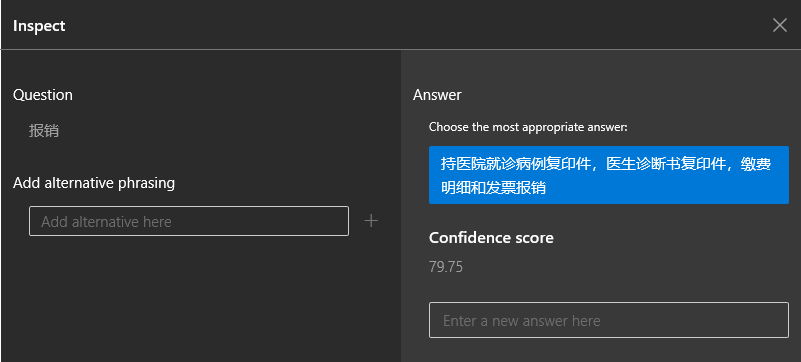 Inspect
Question
报销
Add alternative phrasing
Add alternative here
Answer
Choose the most appropriate answer:
持医院就诊病例复印件，医生诊断书复印件，缴费
明细和发票报销
Confidence score
79.75
Enter a new answer here